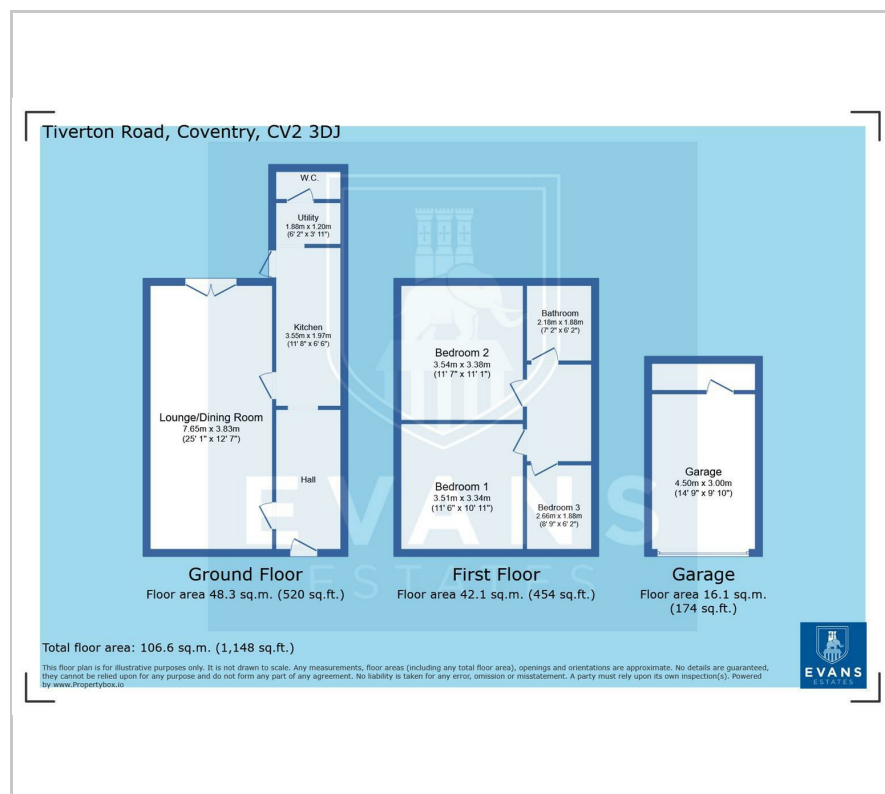 Tiverton Road, Coventry, CV2 3DJ
W.C.
Utility
1.88m x 1.20m
(6' 2" x 3' 11")
Kitchen
3.55m x 1.97m
(11' 8" x 6' 6")
Lounge/Dining Room
7.65m x 3.83m
(25' 1" x 12' 7")
Hall
Bedroom 2
3.54m x 3.38m
(11' 7" x 11' 1")
Bathroom
2.18m x 1.88m
(7' 2" x 6' 2")
Bedroom 1
3.51m x 3.34m
(11' 6" x 10' 11")
Bedroom 3
2.66m x 1.88m
(8' 9" x 6' 2")
Garage
4.50m x 3.00m
(14' 9" x 9' 10")
EVANS
ESTATES
Ground Floor
Floor area 48.3 sq.m. (520 sq.ft.)
First Floor
Floor area 42.1 sq.m. (454 sq.ft.)
Garage
Floor area 16.1 sq.m.
(174 sq.ft.)
Total floor area: 106.6 sq.m. (1,148 sq.ft.)
This floor plan is for illustrative purposes only. It is not drawn to scale. Any measurements, floor areas (including any total floor area), openings and orientations are approximate. No details are guaranteed,
they cannot be relied upon for any purpose and do not form any part of any agreement. No liability is taken for any error, omission or misstatement. A party must rely upon its own inspection(s). Powered
by www.Propertybox.io
EVANS
ESTATES